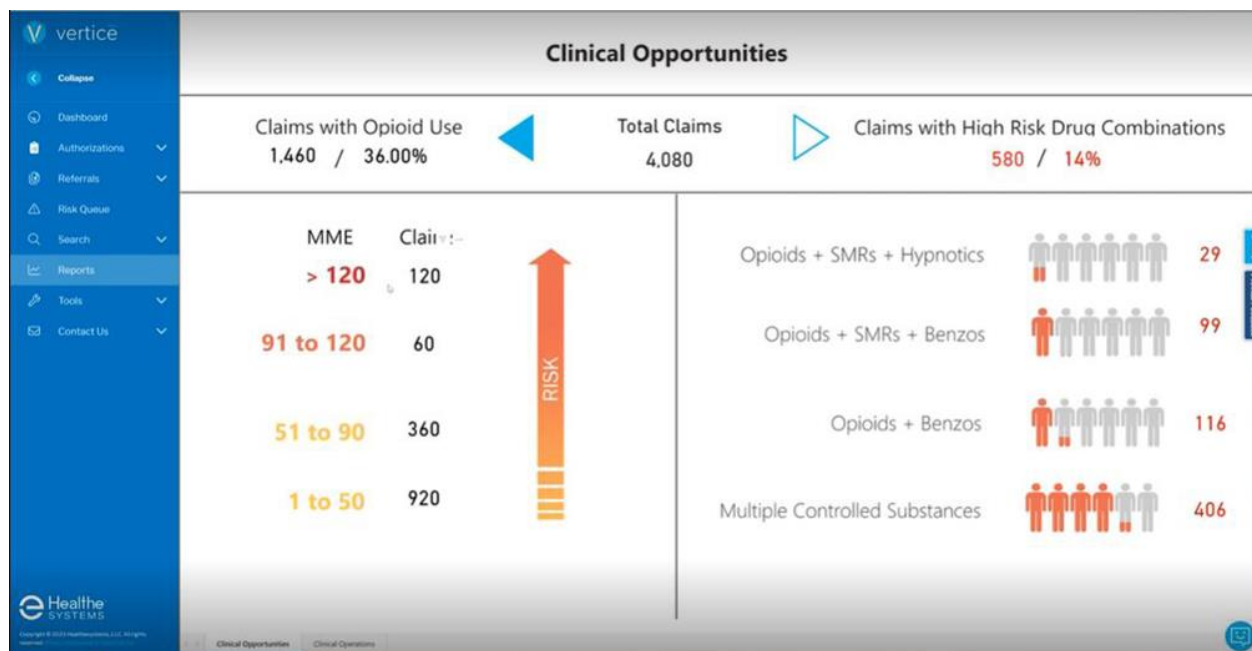 vertice
Collapse
Dashboard
Authorizations
Referrals
Risk Queue
Search
Reports
Tools
Contact Us
Healthe
SYSTEMS
Clinical Opportunities
Claims with Opioid Use
1,460 / 36.00%
Total Claims
4,080
Claims with High Risk Drug Combinations
580 / 14%
MME
> 120 120
91 to 120 60
51 to 90 360
1 to 50 920
RISK
Opioids + SMRs + Hypnotics 29
Opioids + SMRs + Benzos 99
Opioids + Benzos 116
Multiple Controlled Substances 406
Clinical Opportunities Clinical Operations